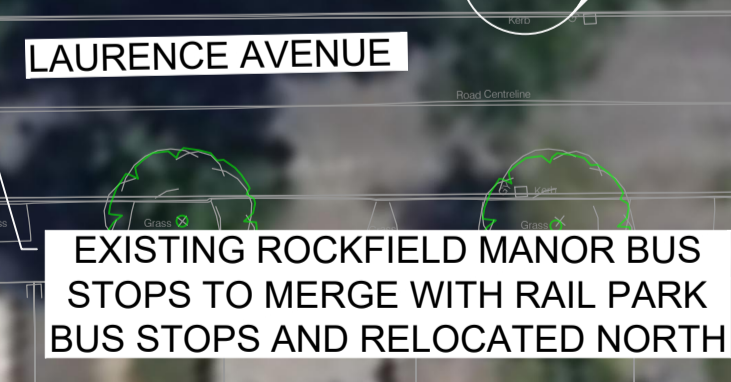 Kerb
LAURENCE AVENUE
Road Centreline
Kerb
Grass
Grass
EXISTING ROCKFIELD MANOR BUS
STOPS TO MERGE WITH RAIL PARK
BUS STOPS AND RELOCATED NORTH